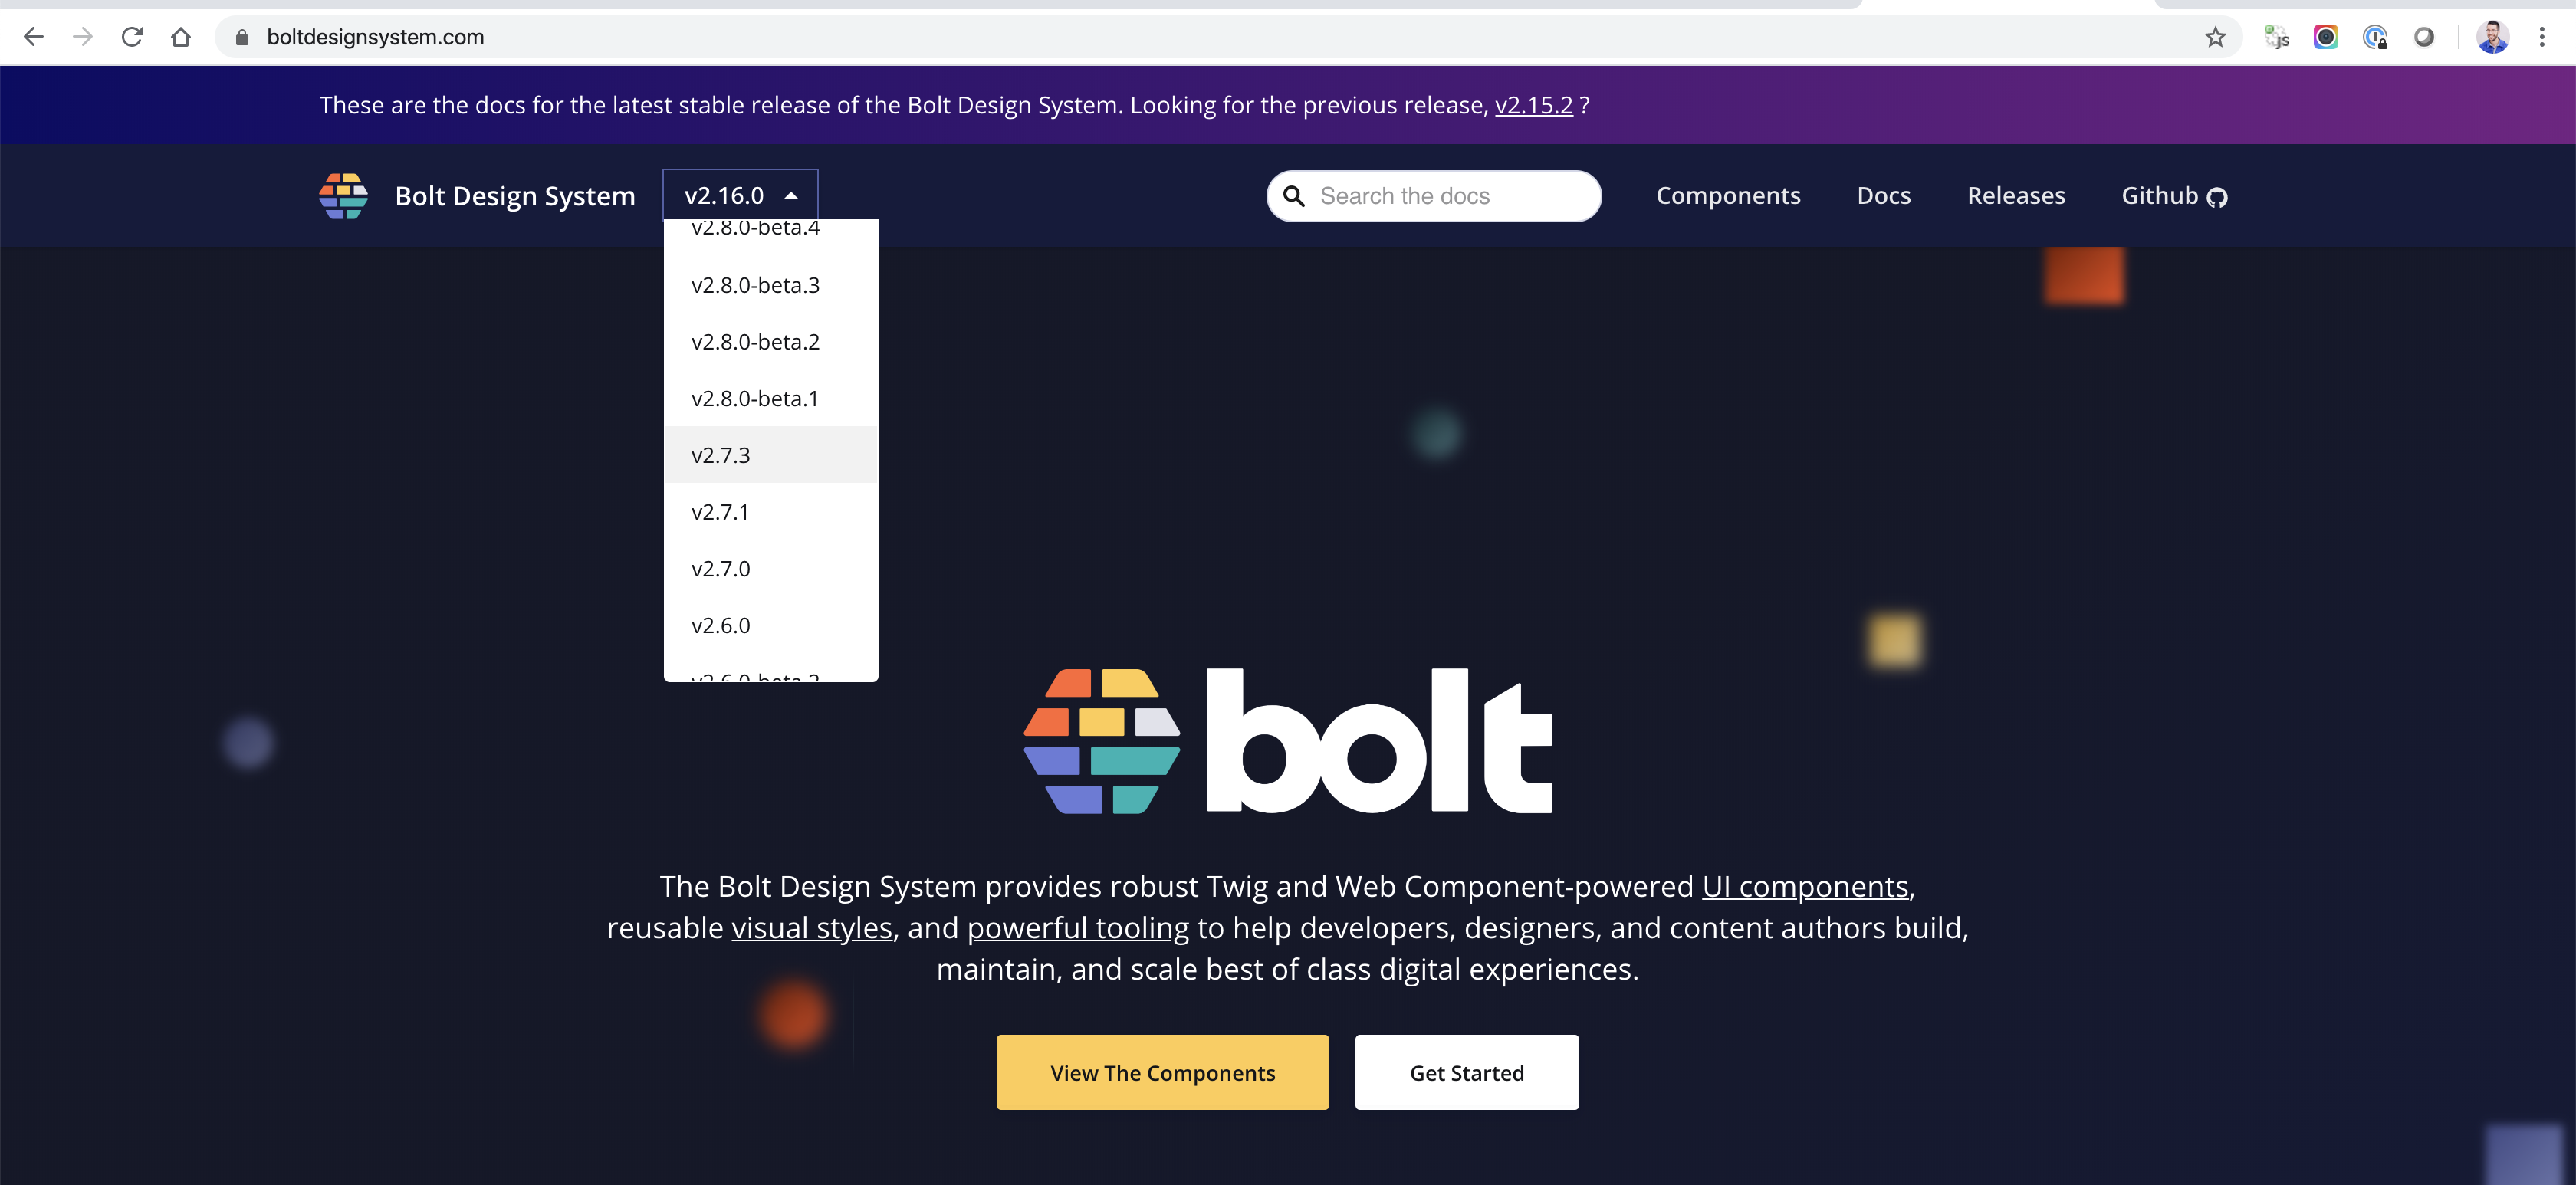 boltdesignsystem.com
JS
These are the docs for the latest stable release of the Bolt Design System. Looking for the previous release, v2.15.2 ?
Bolt Design System
v2.16.0
Search the docs
Components
Docs
Releases
Github
v2.8.0-beta.4
v2.8.0-beta.3
v2.8.0-beta.2
v2.8.0-beta.1
v2.7.3
v2.7.1
v2.7.0
v2.6.0
bolt
The Bolt Design System provides robust Twig and Web Component-powered UI components,
reusable visual styles, and powerful tooling to help developers, designers, and content authors build,
maintain, and scale best of class digital experiences.
View The Components
Get Started